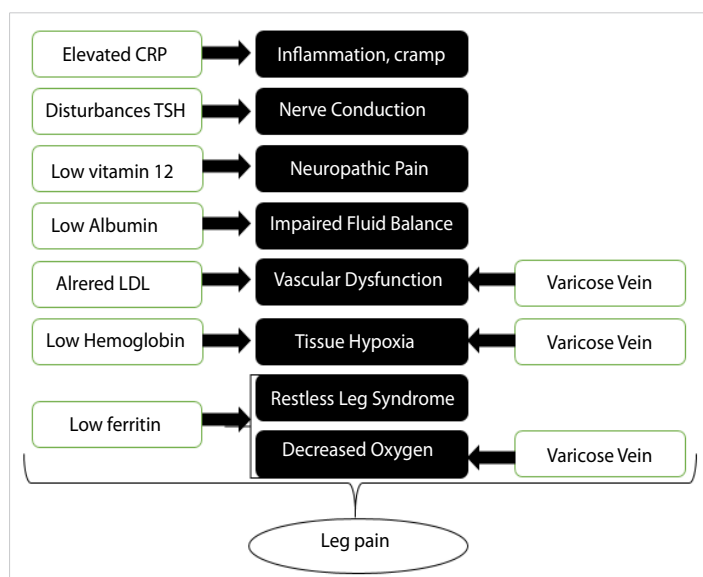 Elevated CRP
Inflammation, cramp
Disturbances TSH
Nerve Conduction
Low vitamin 12
Neuropathic Pain
Low Albumin
Impaired Fluid Balance
Alrered LDL
Vascular Dysfunction
Varicose Vein
Low Hemoglobin
Tissue Hypoxia
Varicose Vein
Low ferritin
Restless Leg Syndrome
Decreased Oxygen
Varicose Vein
Leg pain